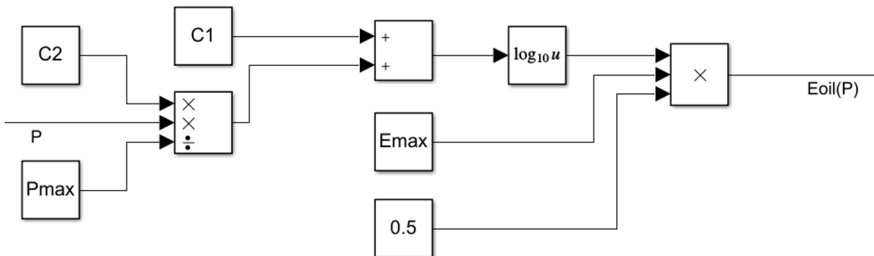 C2
C1
+
+
log₁₀ u
×
×
÷
×
P
Eoil(P)
Emax
Pmax
0.5